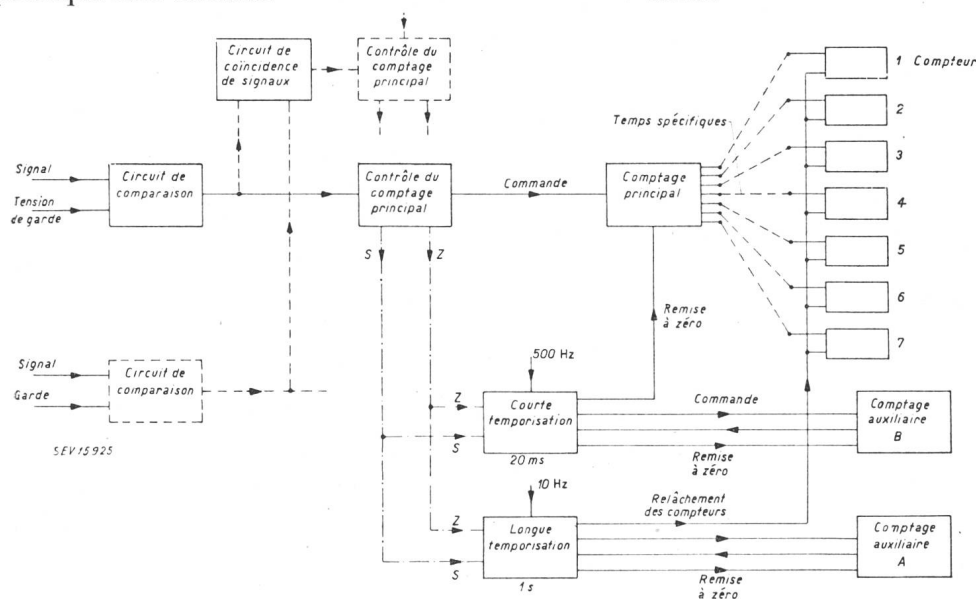 Circuit de
coïncidence
de signaux
Contrôle du
comptage
principal
1 Compteur
2
3
4
5
6
7
Temps spécifiques
Signal
Tension
de garde
Circuit de
comparaison
Contrôle du
comptage
principal
Commande
Comptage
principal
S
Z
Remise
à zéro
Signal
Garde
Circuit de
comparaison
SEV 15925
500 Hz
Z
S
Courte
temporisation
20 ms
Commande
Remise
à zéro
Comptage
auxiliaire
B
10 Hz
Z
S
Longue
temporisation
1 s
Relâchement
des compteurs
Remise
à zéro
Comptage
auxiliaire
A